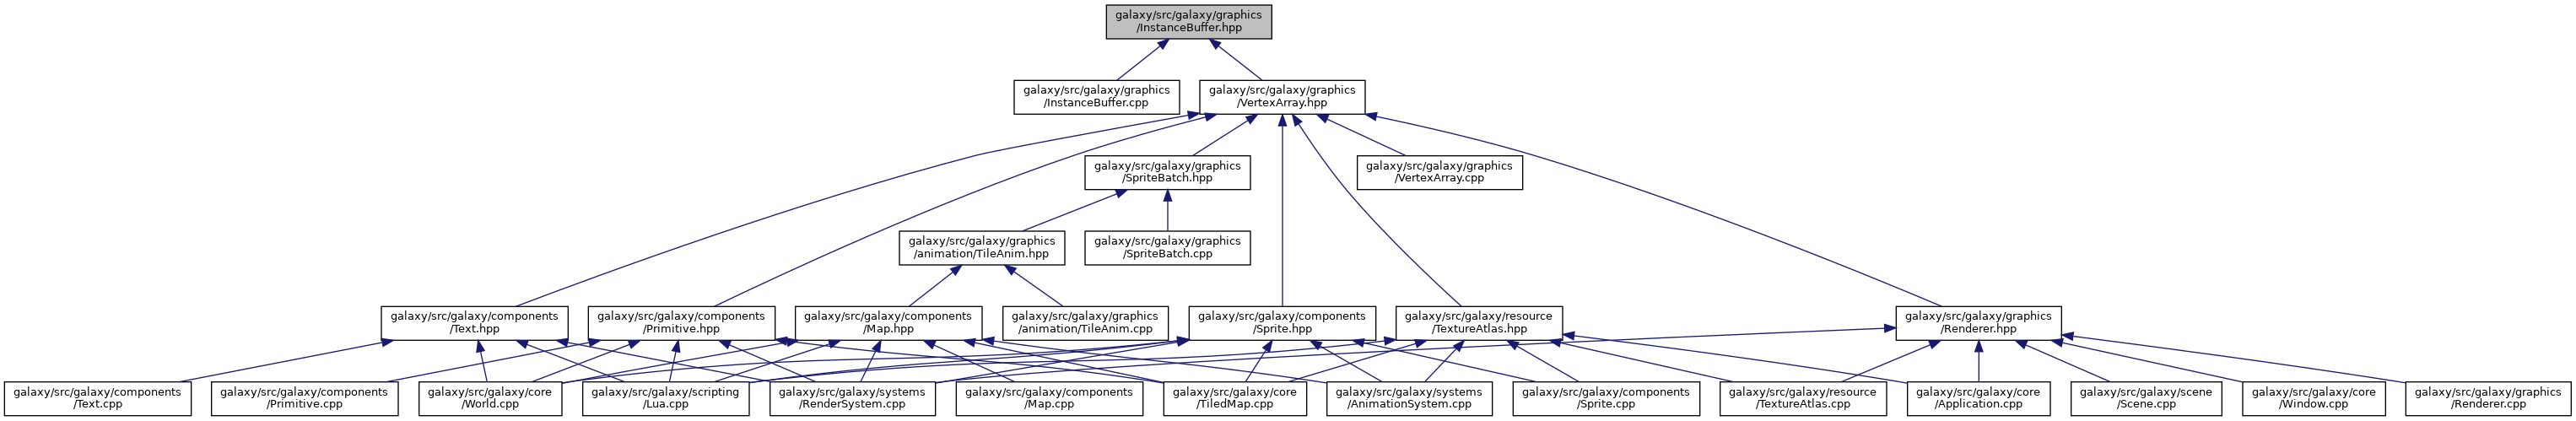 galaxy/src/galaxy/graphics
/InstanceBuffer.hpp
galaxy/src/galaxy/graphics
/InstanceBuffer.cpp
galaxy/src/galaxy/graphics
/VertexArray.hpp
galaxy/src/galaxy/graphics
/SpriteBatch.hpp
galaxy/src/galaxy/graphics
/VertexArray.cpp
galaxy/src/galaxy/graphics
/animation/TileAnim.hpp
galaxy/src/galaxy/graphics
/SpriteBatch.cpp
galaxy/src/galaxy/components
/Text.hpp
galaxy/src/galaxy/components
/Primitive.hpp
galaxy/src/galaxy/components
/Map.hpp
galaxy/src/galaxy/graphics
/animation/TileAnim.cpp
galaxy/src/galaxy/components
/Sprite.hpp
galaxy/src/galaxy/resource
/TextureAtlas.hpp
galaxy/src/galaxy/graphics
/Renderer.hpp
galaxy/src/galaxy/components
/Text.cpp
galaxy/src/galaxy/components
/Primitive.cpp
galaxy/src/galaxy/core
/World.cpp
galaxy/src/galaxy/scripting
/Lua.cpp
galaxy/src/galaxy/systems
/RenderSystem.cpp
galaxy/src/galaxy/components
/Map.cpp
galaxy/src/galaxy/core
/TiledMap.cpp
galaxy/src/galaxy/systems
/AnimationSystem.cpp
galaxy/src/galaxy/components
/Sprite.cpp
galaxy/src/galaxy/resource
/TextureAtlas.cpp
galaxy/src/galaxy/core
/Application.cpp
galaxy/src/galaxy/scene
/Scene.cpp
galaxy/src/galaxy/core
/Window.cpp
galaxy/src/galaxy/graphics
/Renderer.cpp